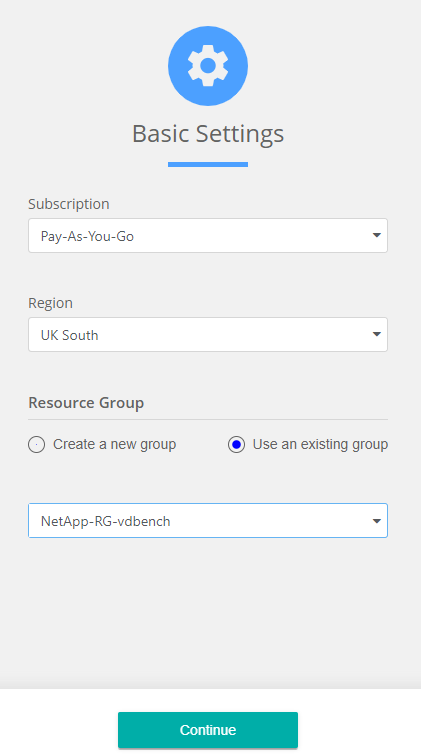 Basic Settings
Subscription
Pay-As-You-Go
Region
UK South
Resource Group
Create a new group Use an existing group
NetApp-RG-vdbench
Continue